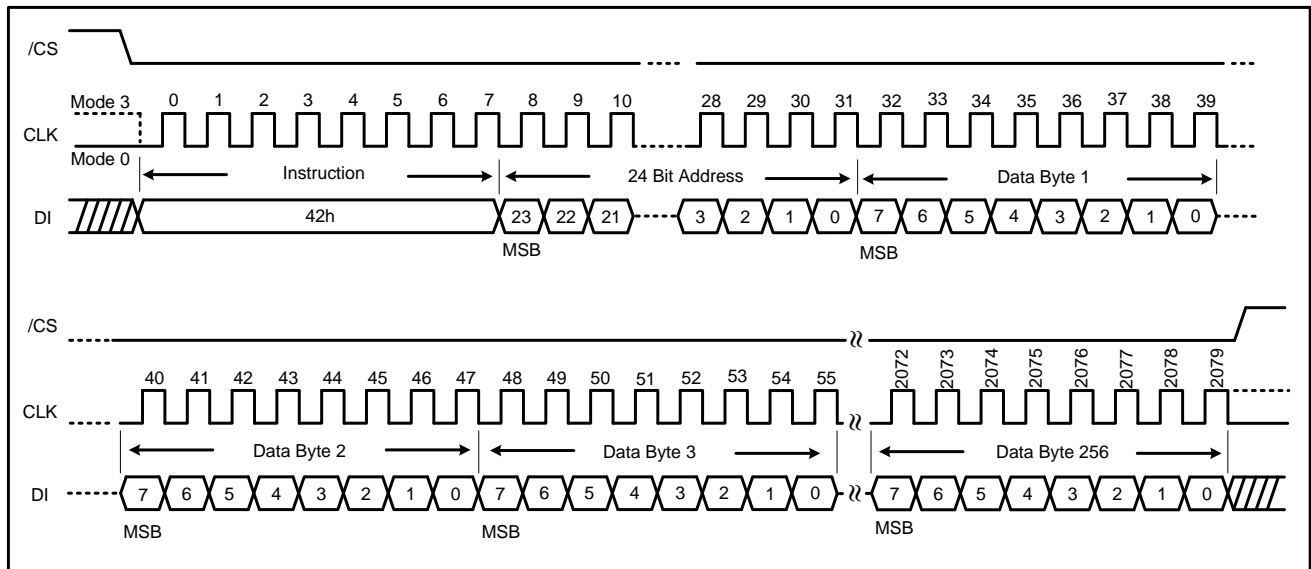 /CS
Mode 3 0 1 2 3 4 5 6 7 8 9 10 28 29 30 31 32 33 34 35 36 37 38 39
CLK
Mode 0
Instruction 24 Bit Address Data Byte 1
DI 42h 23 22 21 3 2 1 0 7 6 5 4 3 2 1 0
MSB MSB
/CS
40 41 42 43 44 45 46 47 48 49 50 51 52 53 54 55 2072 2073 2074 2075 2076 2077 2078 2079
CLK
Data Byte 2 Data Byte 3 Data Byte 256
DI 7 6 5 4 3 2 1 0 7 6 5 4 3 2 1 0 7 6 5 4 3 2 1 0
MSB MSB MSB